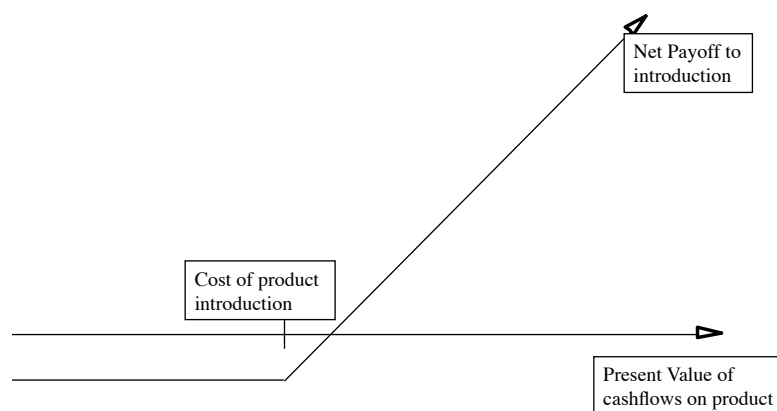 Net Payoff to
introduction
Cost of product
introduction
Present Value of
cashflows on product